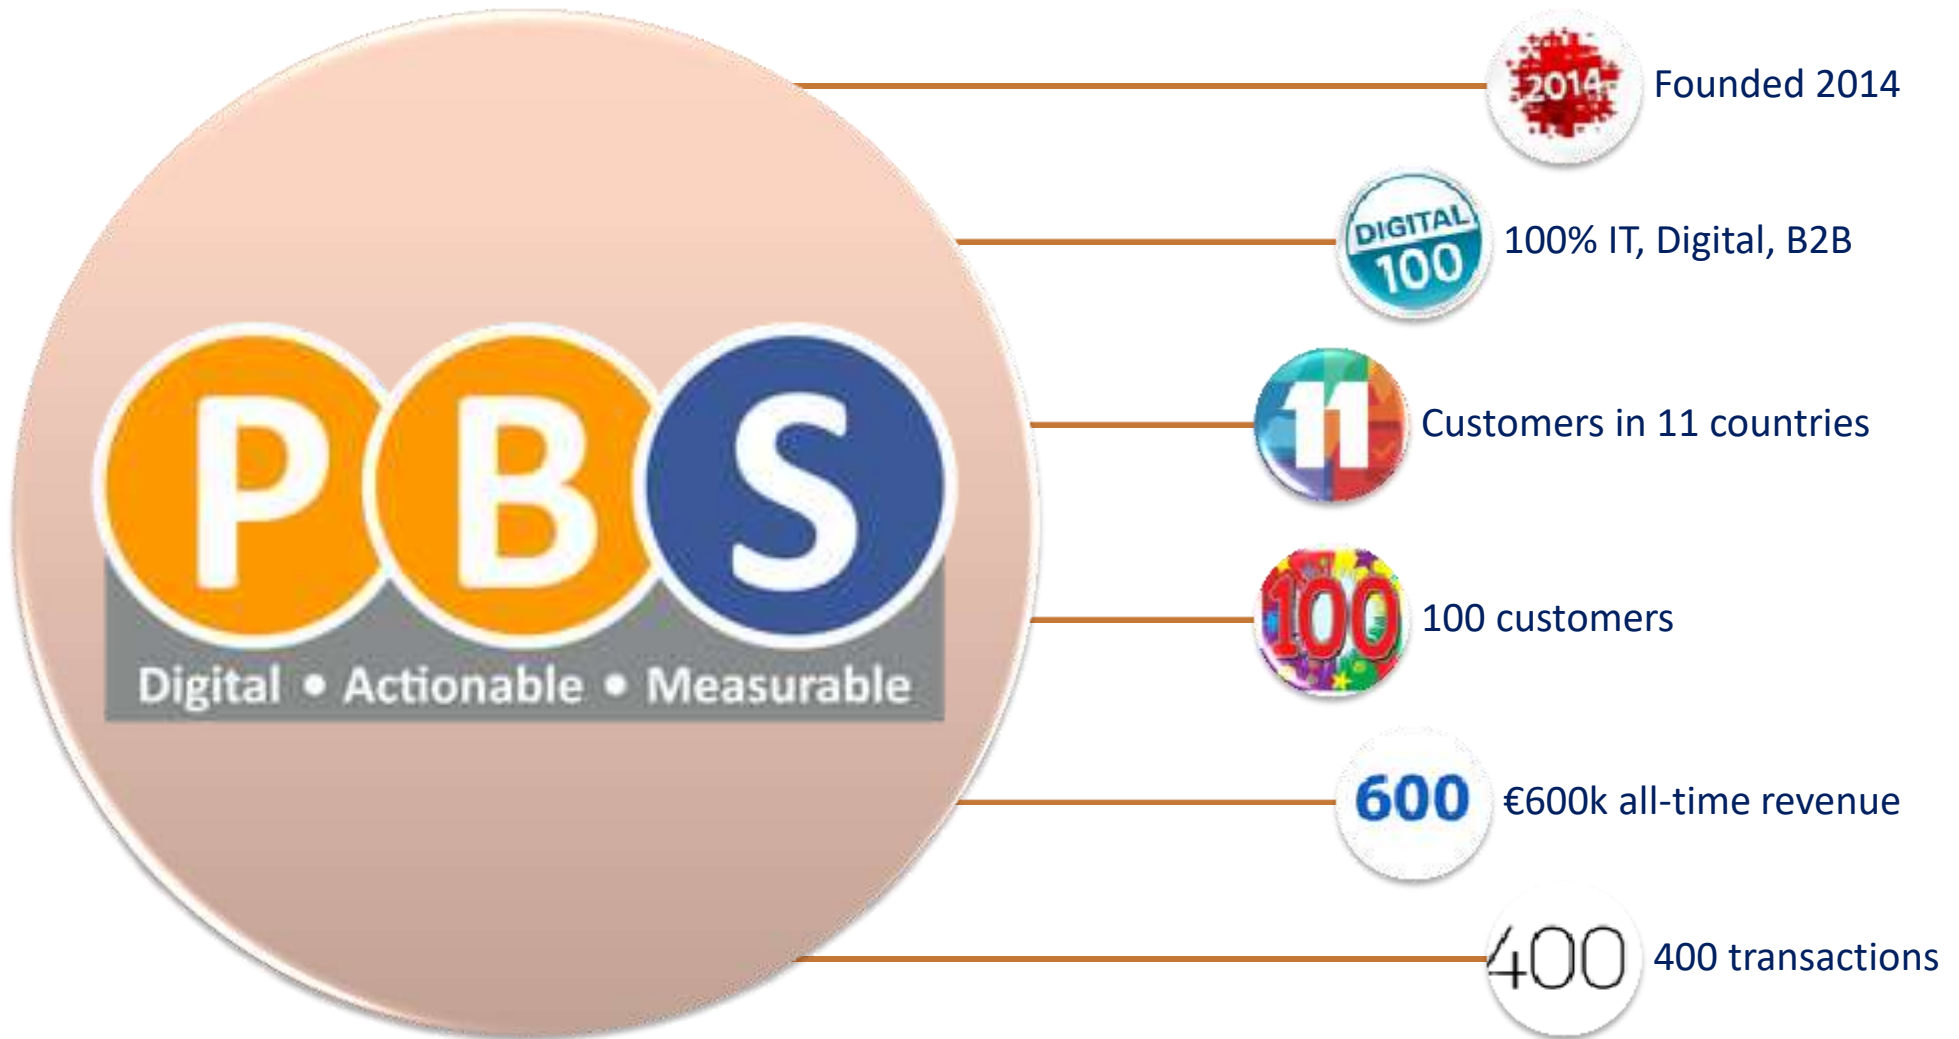 2014
Founded 2014
DIGITAL
100
100% IT, Digital, B2B
11
Customers in 11 countries
PBS
Digital • Actionable • Measurable
100
100 customers
600
€600k all-time revenue
400
400 transactions